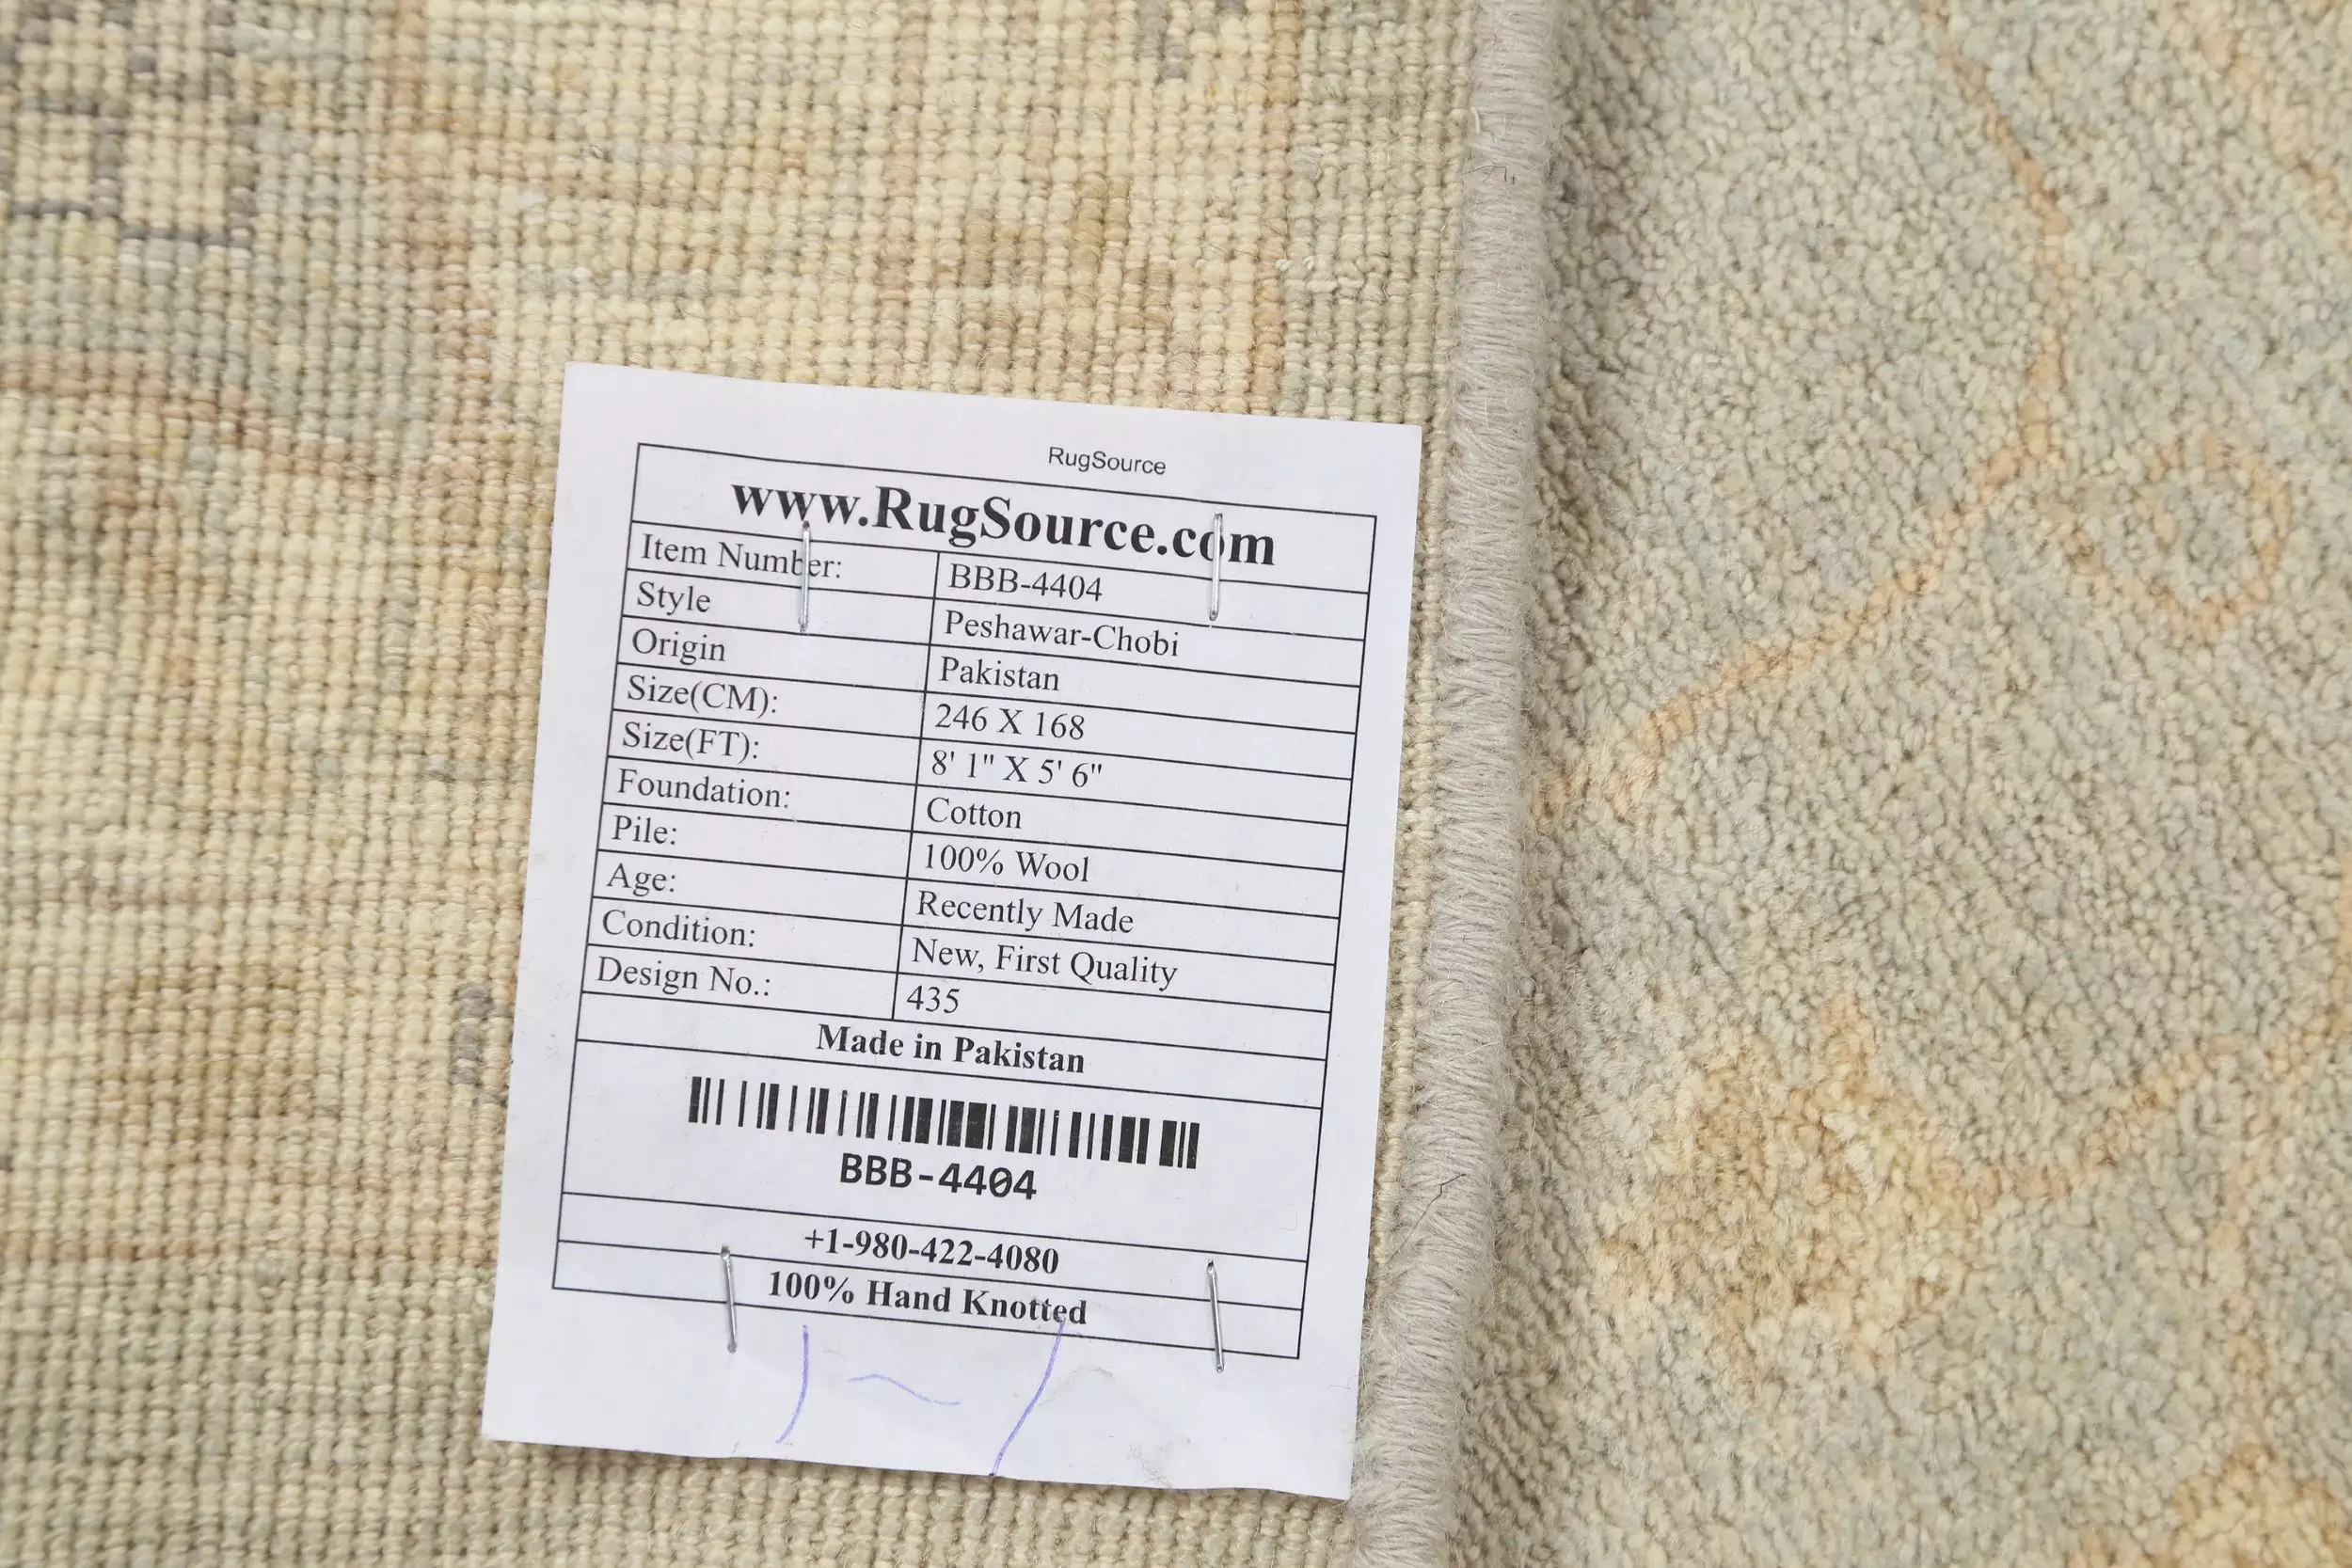 RugSource
www.RugSource.com
Item Number: BBB-4404
Style Peshawar-Chobi
Origin Pakistan
Size(CM): 246 X 168
Size(FT): 8' 1" X 5' 6"
Foundation: Cotton
Pile: 100% Wool
Age: Recently Made
Condition: New, First Quality
Design No.: 435
Made in Pakistan
BBB-4404
+1-980-422-4080
100% Hand Knotted
1-1